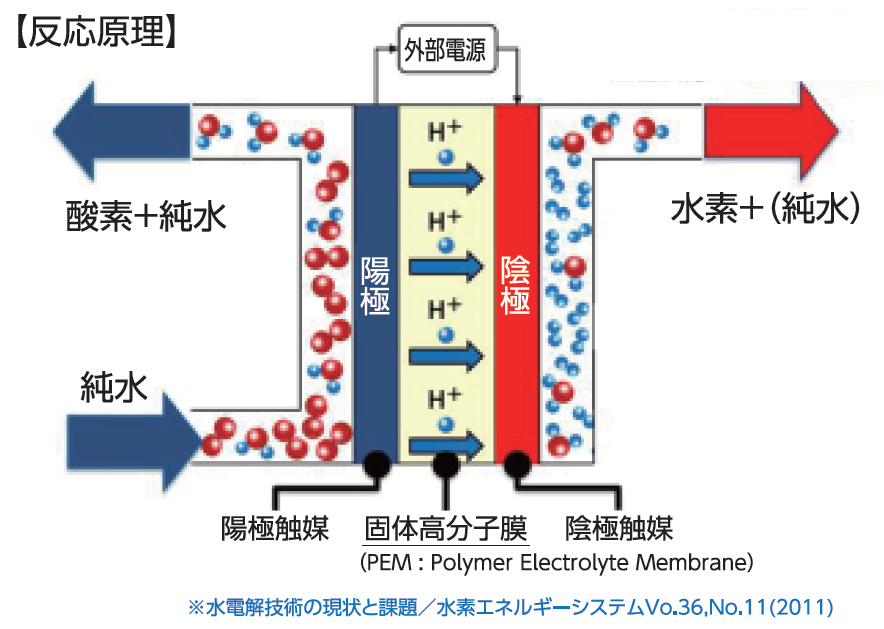 【反応原理】
外部電源
H+
酸素＋純水
水素＋（純水）
H+
陽極
陰極
H+
純水
H+
陽極触媒
固体高分子膜
陰極触媒
(PEM : Polymer Electrolyte Membrane)
※水電解技術の現状と課題／水素エネルギーシステムVo.36,No.11(2011)